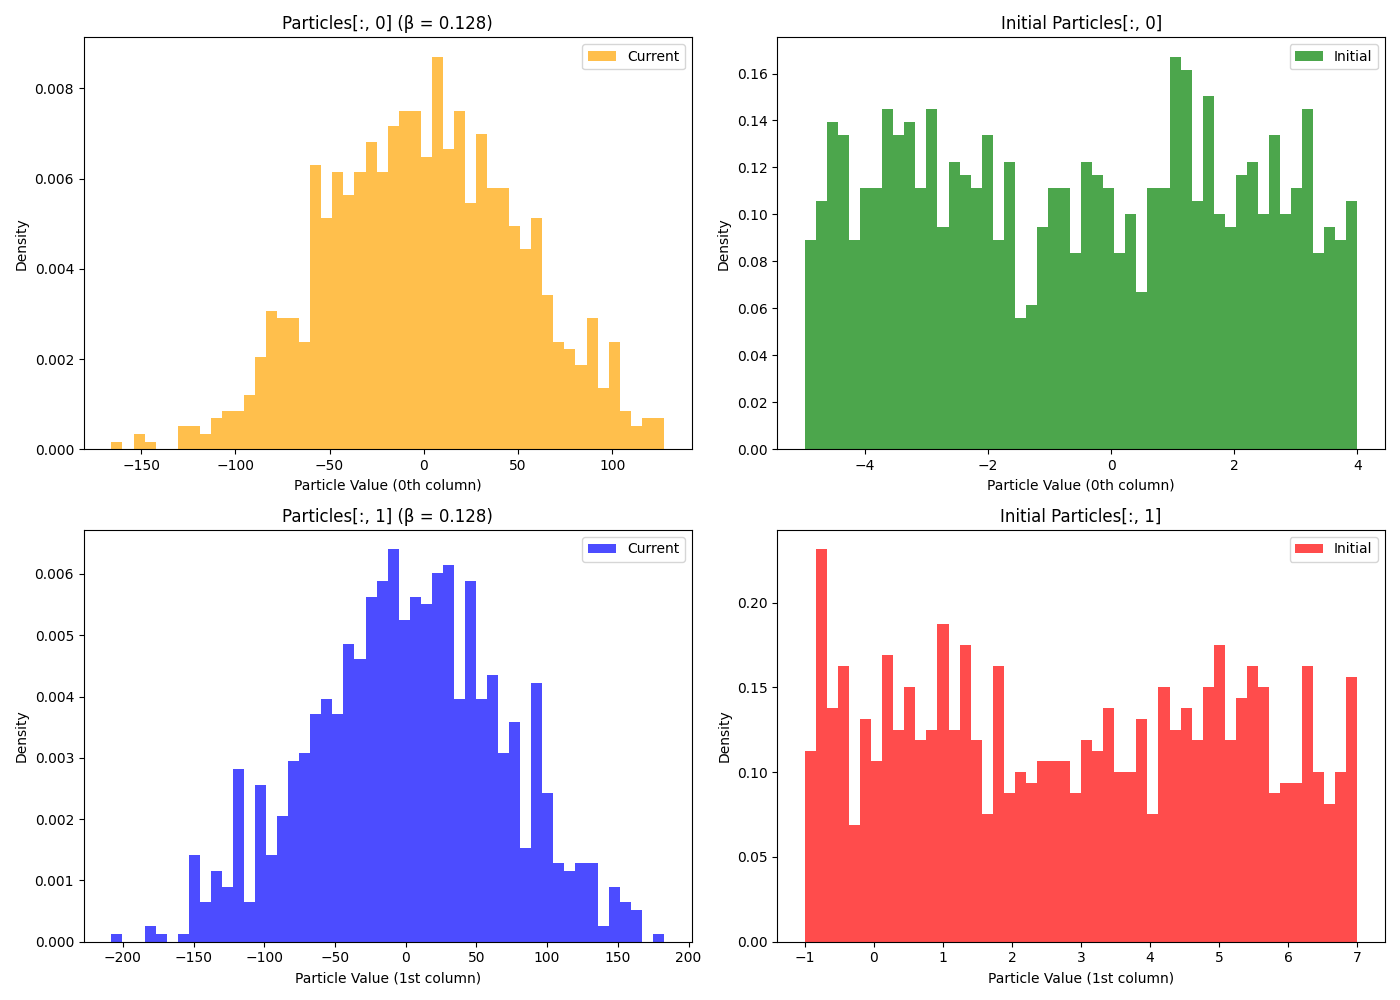 Particles[:, 0] (β = 0.128)
Current
Density
0.008
0.006
0.004
0.002
0.000
−150 −100 −50 0 50 100
Particle Value (0th column)
Initial Particles[:, 0]
Initial
Density
0.16
0.14
0.12
0.10
0.08
0.06
0.04
0.02
0.00
−4 −2 0 2 4
Particle Value (0th column)
Particles[:, 1] (β = 0.128)
Current
Density
0.006
0.005
0.004
0.003
0.002
0.001
0.000
−200 −150 −100 −50 0 50 100 150 200
Particle Value (1st column)
Initial Particles[:, 1]
Initial
Density
0.20
0.15
0.10
0.05
0.00
−1 0 1 2 3 4 5 6 7
Particle Value (1st column)